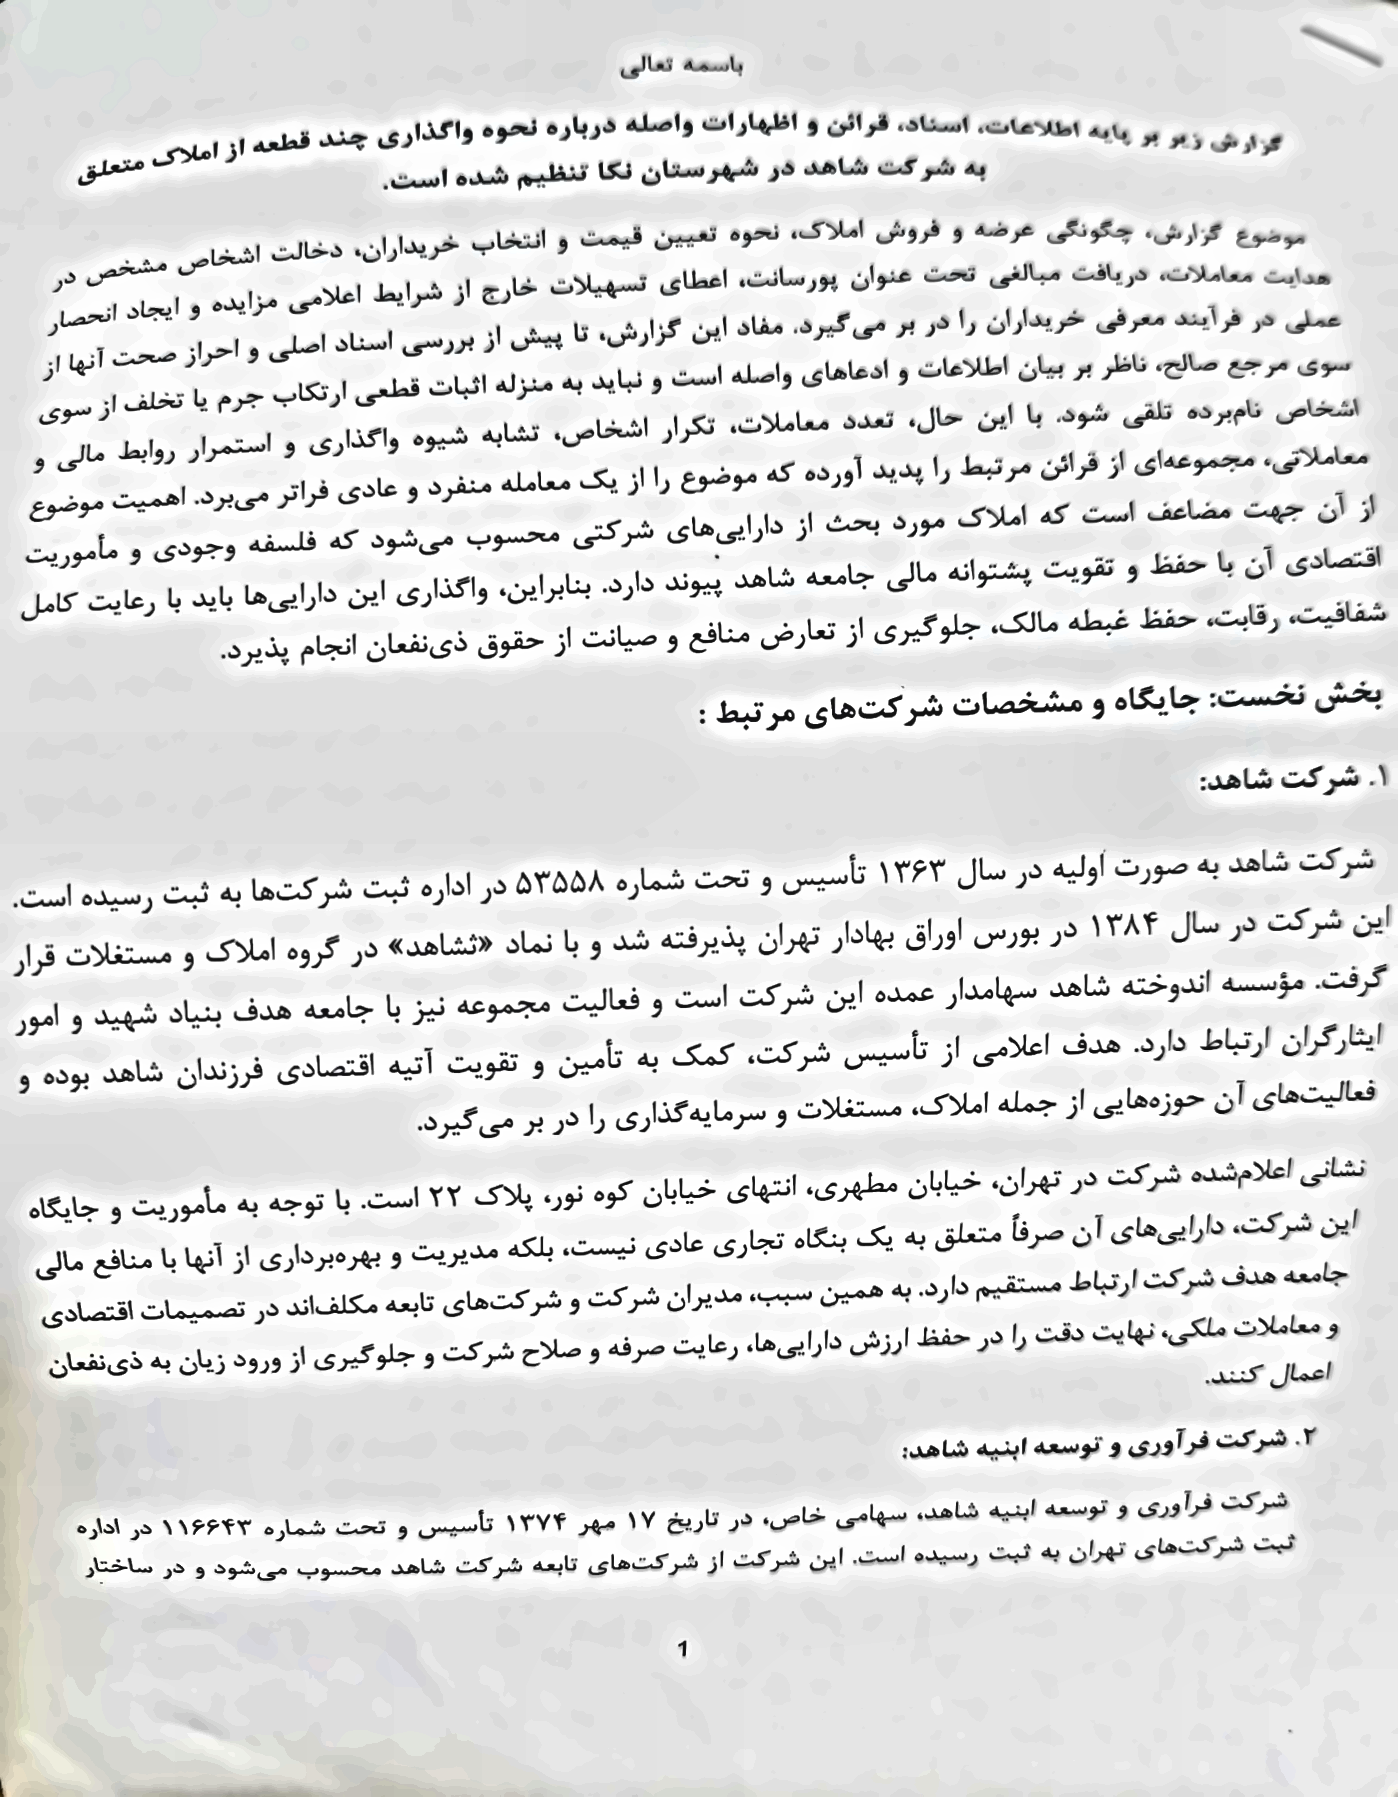 باسمه تعالی
گزارش زیر بر پایه اطلاعات، اسناد، قرائن و اظهارات واصله درباره نحوه واگذاری چند قطعه از املاک متعلق
به شرکت شاهد در شهرستان نکا تنظیم شده است.
موضوع گزارش، چگونگی عرضه و فروش املاک، نحوه تعیین قیمت و انتخاب خریداران، دخالت اشخاص مشخص در
هدایت معاملات، دریافت مبالغی تحت عنوان پورسانت، اعطای تسهیلات خارج از شرایط اعلامی مزایده و ایجاد انحصار
عملی در فرآیند معرفی خریداران را در بر می‌گیرد. مفاد این گزارش، تا پیش از بررسی اسناد اصلی و احراز صحت آنها از
سوی مرجع صالح، ناظر بر بیان اطلاعات و ادعاهای واصله است و نباید به منزله اثبات قطعی ارتکاب جرم یا تخلف از سوی
اشخاص نام‌برده تلقی شود. با این حال، تعدد معاملات، تکرار اشخاص، تشابه شیوه واگذاری و استمرار روابط مالی و
معاملاتی، مجموعه‌ای از قرائن مرتبط را پدید آورده که موضوع را از یک معامله منفرد و عادی فراتر می‌برد. اهمیت موضوع
از آن جهت مضاعف است که املاک مورد بحث از دارایی‌های شرکتی محسوب می‌شود که فلسفه وجودی و مأموریت
اقتصادی آن با حفظ و تقویت پشتوانه مالی جامعه شاهد پیوند دارد. بنابراین، واگذاری این دارایی‌ها باید با رعایت کامل
شفافیت، رقابت، حفظ غبطه مالک، جلوگیری از تعارض منافع و صیانت از حقوق ذی‌نفعان انجام پذیرد.
بخش نخست: جایگاه و مشخصات شرکت‌های مرتبط :
۱. شرکت شاهد:
شرکت شاهد به صورت اولیه در سال ۱۳۶۳ تأسیس و تحت شماره ۵۳۵۵۸ در اداره ثبت شرکت‌ها به ثبت رسیده است.
این شرکت در سال ۱۳۸۴ در بورس اوراق بهادار تهران پذیرفته شد و با نماد «ثشاهد» در گروه املاک و مستغلات قرار
گرفت. مؤسسه اندوخته شاهد سهامدار عمده این شرکت است و فعالیت مجموعه نیز با جامعه هدف بنیاد شهید و امور
ایثارگران ارتباط دارد. هدف اعلامی از تأسیس شرکت، کمک به تأمین و تقویت آتیه اقتصادی فرزندان شاهد بوده و
فعالیت‌های آن حوزه‌هایی از جمله املاک، مستغلات و سرمایه‌گذاری را در بر می‌گیرد.
نشانی اعلام‌شده شرکت در تهران، خیابان مطهری، انتهای خیابان کوه نور، پلاک ۲۲ است. با توجه به مأموریت و جایگاه
این شرکت، دارایی‌های آن صرفاً متعلق به یک بنگاه تجاری عادی نیست، بلکه مدیریت و بهره‌برداری از آنها با منافع مالی
جامعه هدف شرکت ارتباط مستقیم دارد. به همین سبب، مدیران شرکت و شرکت‌های تابعه مکلف‌اند در تصمیمات اقتصادی
و معاملات ملکی، نهایت دقت را در حفظ ارزش دارایی‌ها، رعایت صرفه و صلاح شرکت و جلوگیری از ورود زیان به ذی‌نفعان
اعمال کنند.
۲. شرکت فرآوری و توسعه ابنیه شاهد:
شرکت فرآوری و توسعه ابنیه شاهد، سهامی خاص، در تاریخ ۱۷ مهر ۱۳۷۴ تأسیس و تحت شماره ۱۱۶۶۴۳ در اداره
ثبت شرکت‌های تهران به ثبت رسیده است. این شرکت از شرکت‌های تابعه شرکت شاهد محسوب می‌شود و در ساختار
1